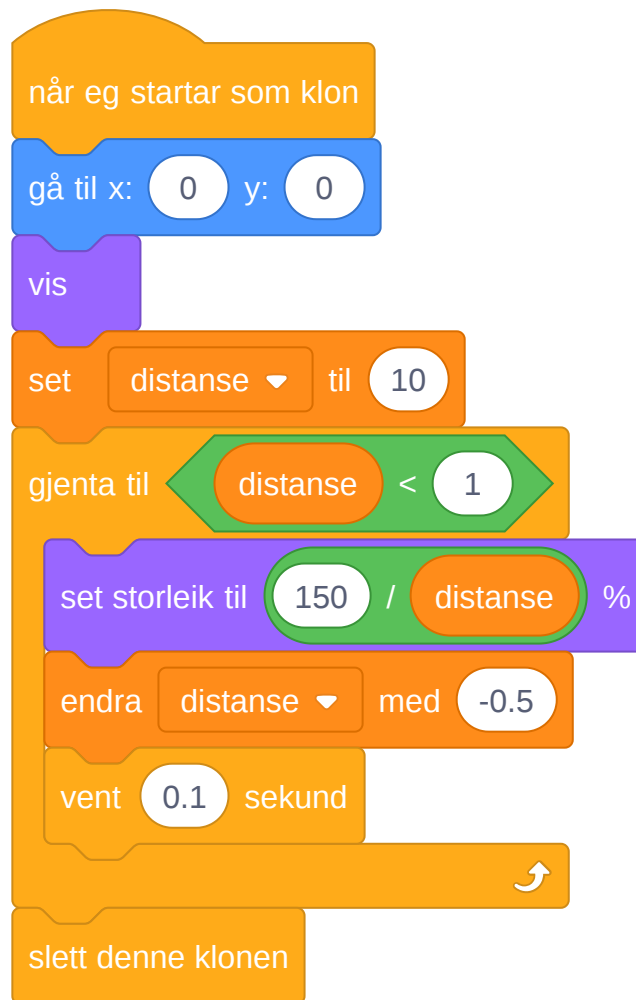 når eg startar som klon
gå til x: 0 y: 0
vis
set distanse til 10
gjenta til distanse < 1
set storleik til 150 / distanse %
endra distanse med -0.5
vent 0.1 sekund
slett denne klonen